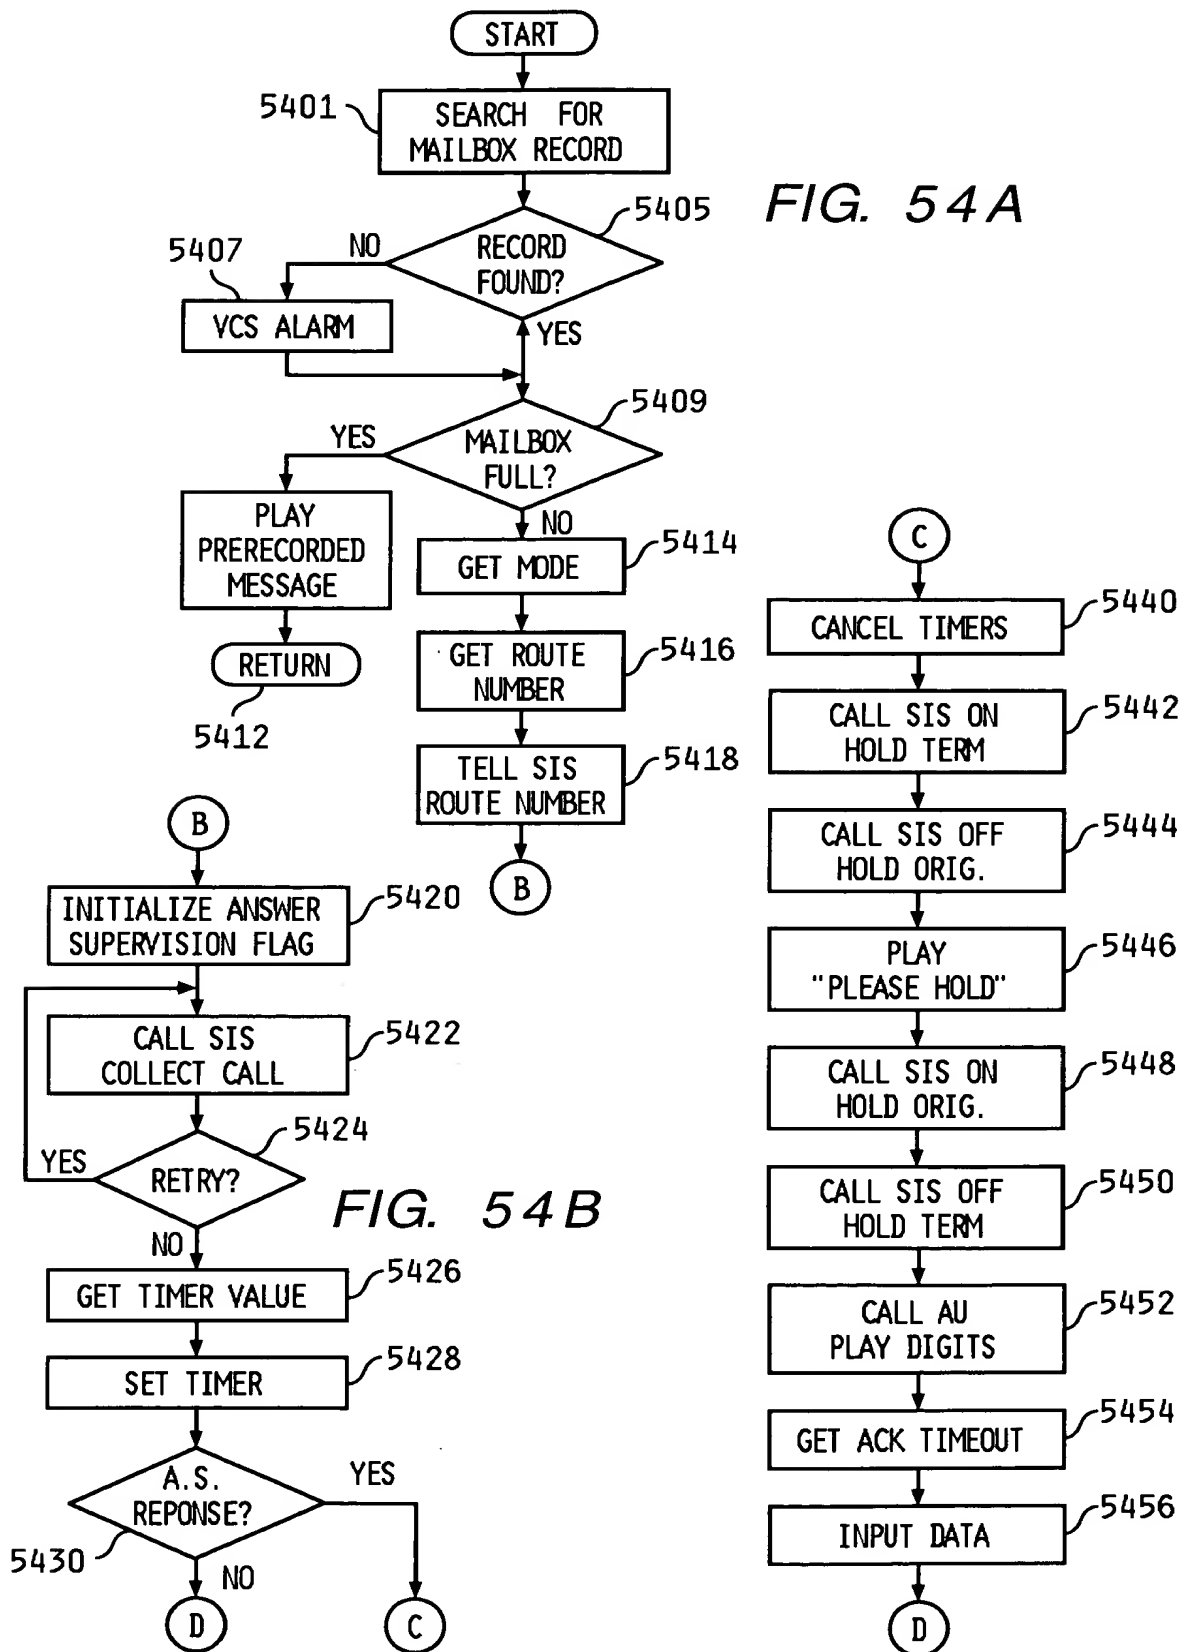 START
5401
SEARCH FOR
MAILBOX RECORD
FIG. 54A
5405
RECORD
FOUND?
NO
5407
VCS ALARM
YES
5409
MAILBOX
FULL?
YES
PLAY
PRERECORDED
MESSAGE
RETURN
5412
NO
GET MODE
5414
GET ROUTE
NUMBER
5416
TELL SIS
ROUTE NUMBER
5418
B
B
INITIALIZE ANSWER
SUPERVISION FLAG
5420
CALL SIS
COLLECT CALL
5422
5424
YES
RETRY?
FIG. 54B
NO
GET TIMER VALUE
5426
SET TIMER
5428
A.S.
REPONSE?
YES
5430
NO
D
C
C
CANCEL TIMERS
5440
CALL SIS ON
HOLD TERM
5442
CALL SIS OFF
HOLD ORIG.
5444
PLAY
"PLEASE HOLD"
5446
CALL SIS ON
HOLD ORIG.
5448
CALL SIS OFF
HOLD TERM
5450
CALL AU
PLAY DIGITS
5452
GET ACK TIMEOUT
5454
INPUT DATA
5456
D